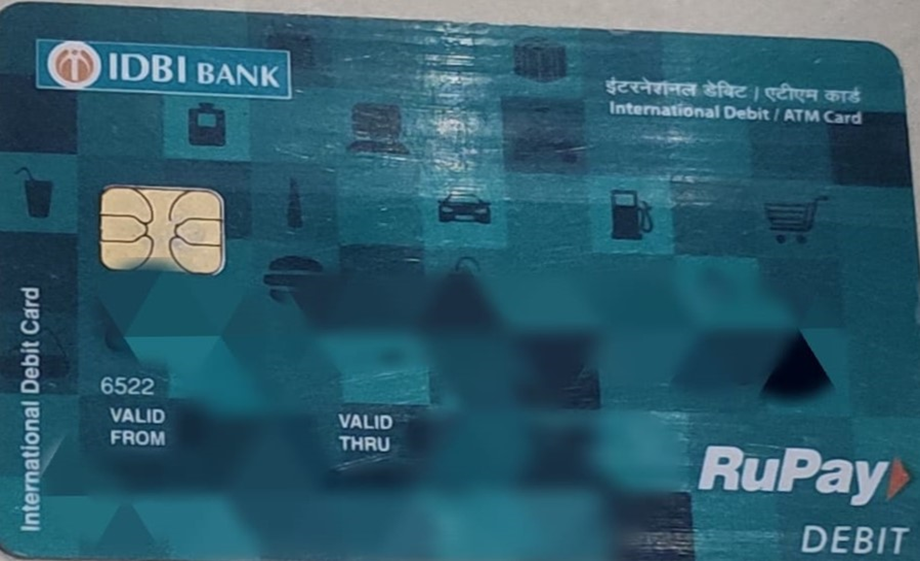 IDBI BANK
इंटरनेशनल डेबिट / एटीएम कार्ड
International Debit / ATM Card
International Debit Card
6522
VALID
FROM
VALID
THRU
RuPay
DEBIT